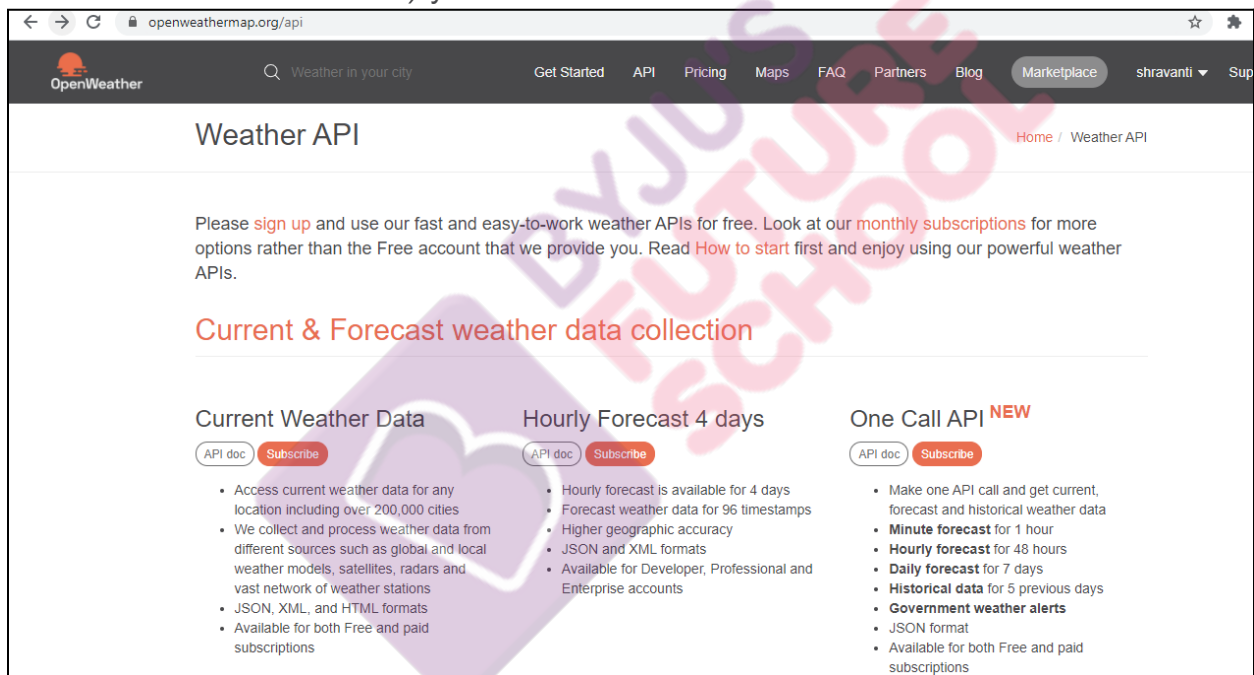 openweathermap.org/api
OpenWeather
Weather in your city
Get Started API Pricing Maps FAQ Partners Blog Marketplace shravanti Sup
Weather API
Home / Weather API
Please sign up and use our fast and easy-to-work weather APIs for free. Look at our monthly subscriptions for more
options rather than the Free account that we provide you. Read How to start first and enjoy using our powerful weather
APIs.
Current & Forecast weather data collection
Current Weather Data
API doc Subscribe
• Access current weather data for any
location including over 200,000 cities
• We collect and process weather data from
different sources such as global and local
weather models, satellites, radars and
vast network of weather stations
• JSON, XML, and HTML formats
• Available for both Free and paid
subscriptions
Hourly Forecast 4 days
API doc Subscribe
• Hourly forecast is available for 4 days
• Forecast weather data for 96 timestamps
• Higher geographic accuracy
• JSON and XML formats
• Available for Developer, Professional and
Enterprise accounts
One Call API NEW
API doc Subscribe
• Make one API call and get current,
forecast and historical weather data
• Minute forecast for 1 hour
• Hourly forecast for 48 hours
• Daily forecast for 7 days
• Historical data for 5 previous days
• Government weather alerts
• JSON format
• Available for both Free and paid
subscriptions
BYJU'S
FUTURE
SCHOOL